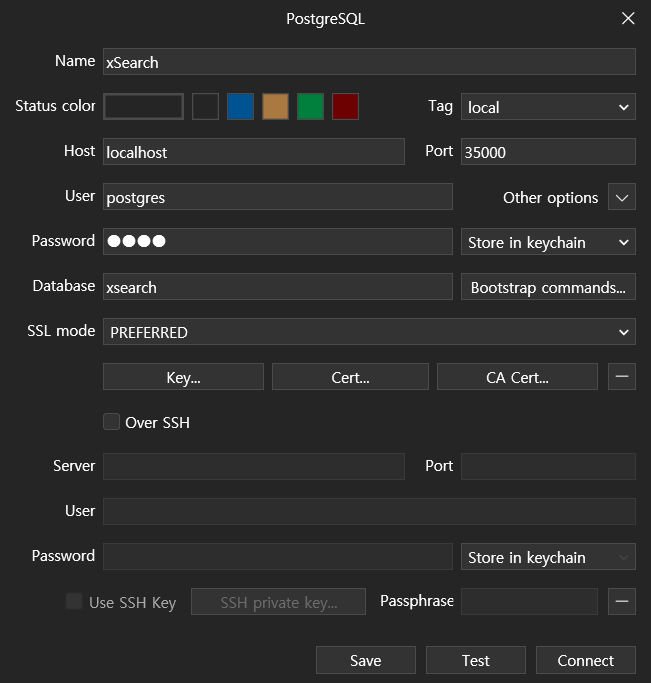 PostgreSQL
Name xSearch
Status color Tag local
Host localhost Port 35000
User postgres Other options
Password ●●●● Store in keychain
Database xsearch Bootstrap commands...
SSL mode PREFERRED
Key... Cert... CA Cert...
Over SSH
Server Port
User
Password Store in keychain
Use SSH Key SSH private key... Passphrase
Save Test Connect